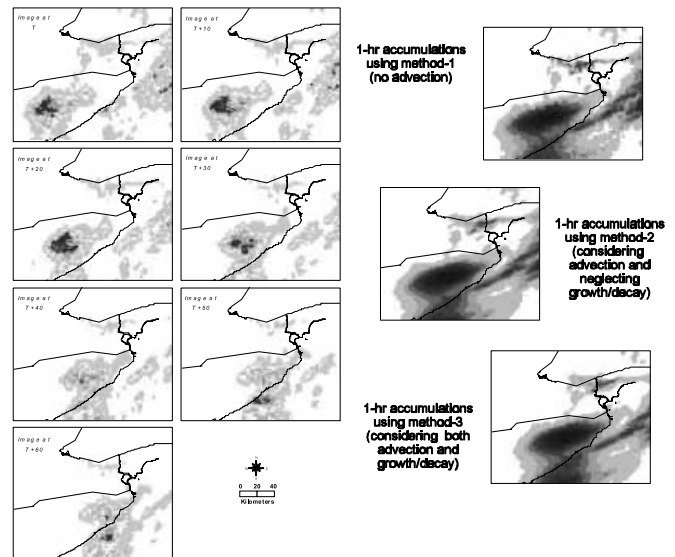 Image at
T
Image at
T+10
1-hr accumulations
using method-1
(no advection)
Image at
T+20
Image at
T+30
1-hr accumulations
using method-2
(considering
advection and
neglecting
growth/decay)
Image at
T+40
Image at
T+50
1-hr accumulations
using method-3
(considering both
advection and
growth/decay)
Image at
T+60
0 20 40
Kilometers